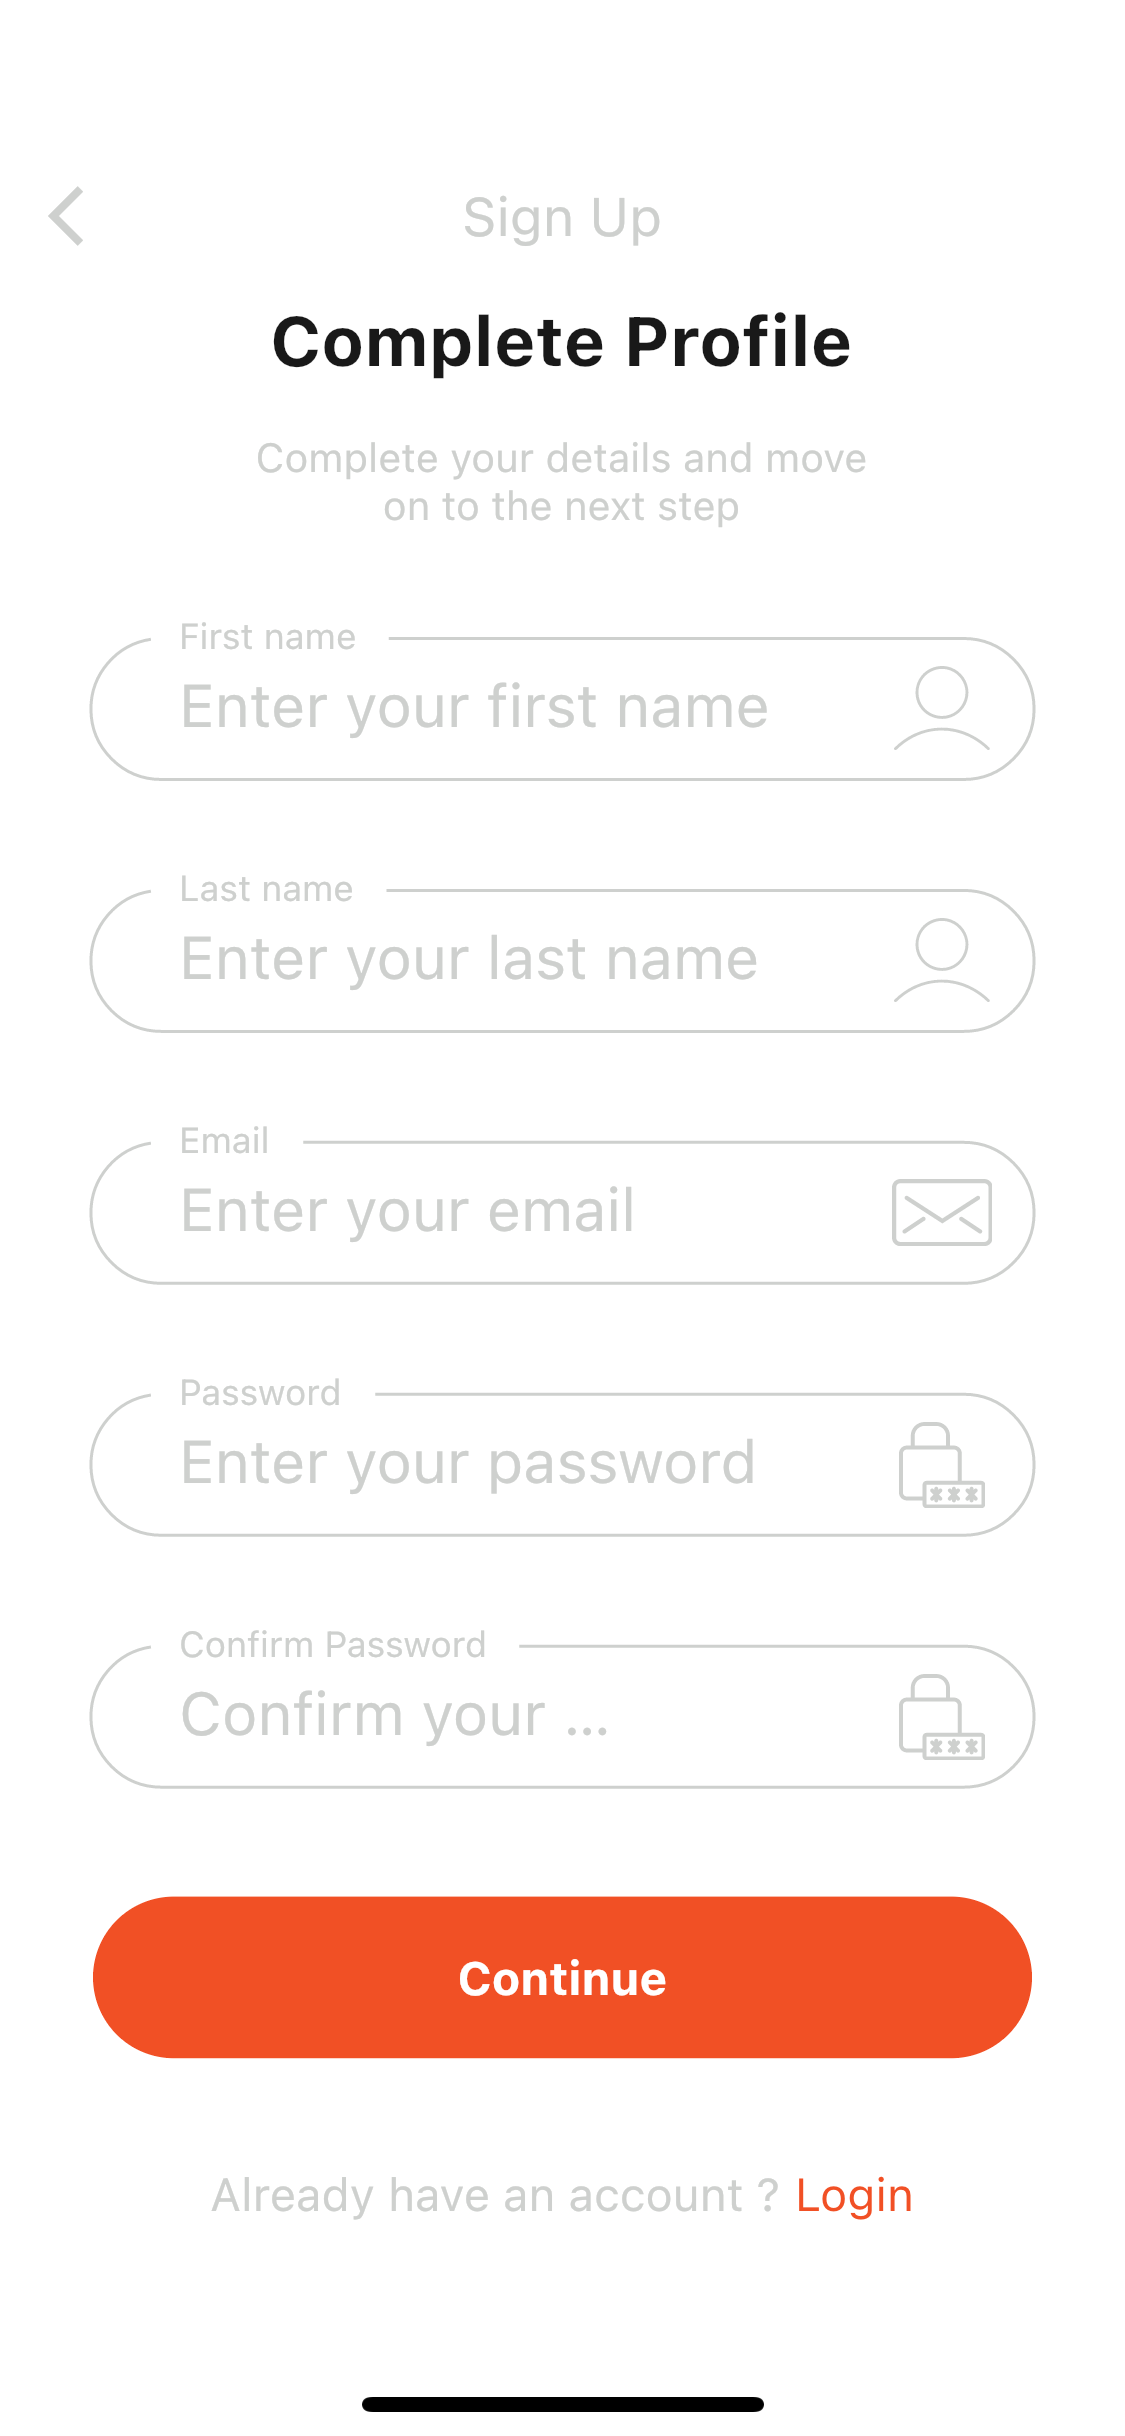 Sign Up
Complete Profile
Complete your details and move
on to the next step
First name
Enter your first name
Last name
Enter your last name
Email
Enter your email
Password
Enter your password
***
Confirm Password
Confirm your ...
***
Continue
Already have an account ? Login